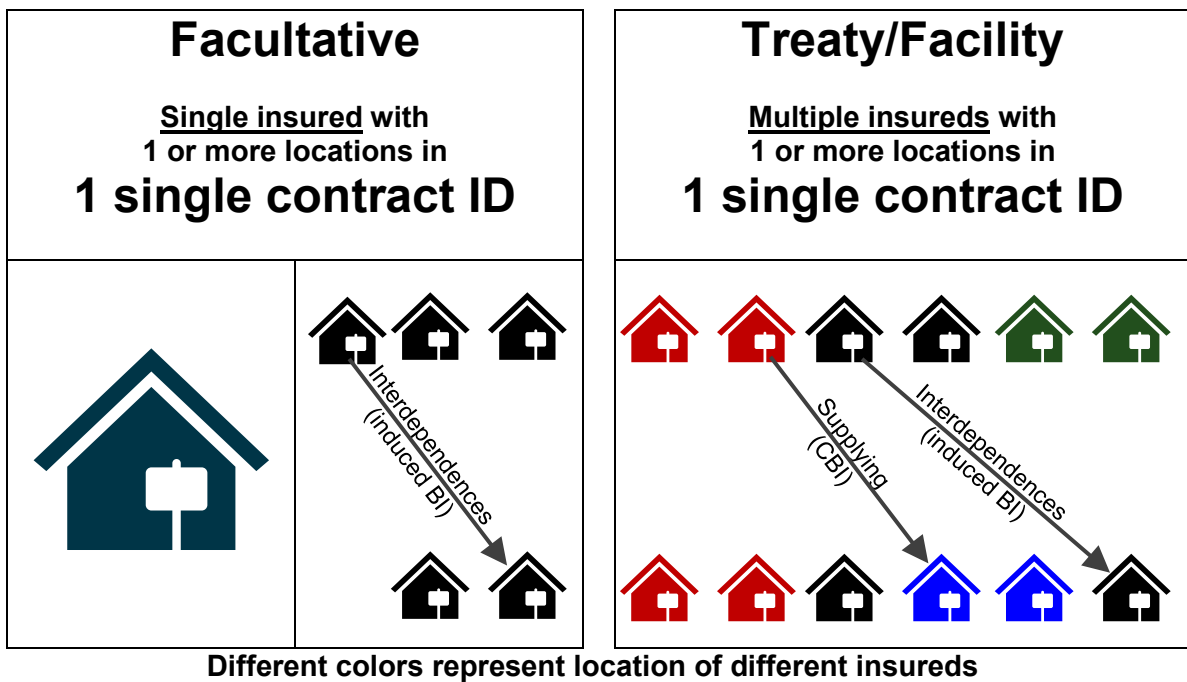 Facultative
Single insured with
1 or more locations in
1 single contract ID
Interdependences
(induced BI)
Treaty/Facility
Multiple insureds with
1 or more locations in
1 single contract ID
Supplying
(CBI)
Interdependences
(induced BI)
Different colors represent location of different insureds